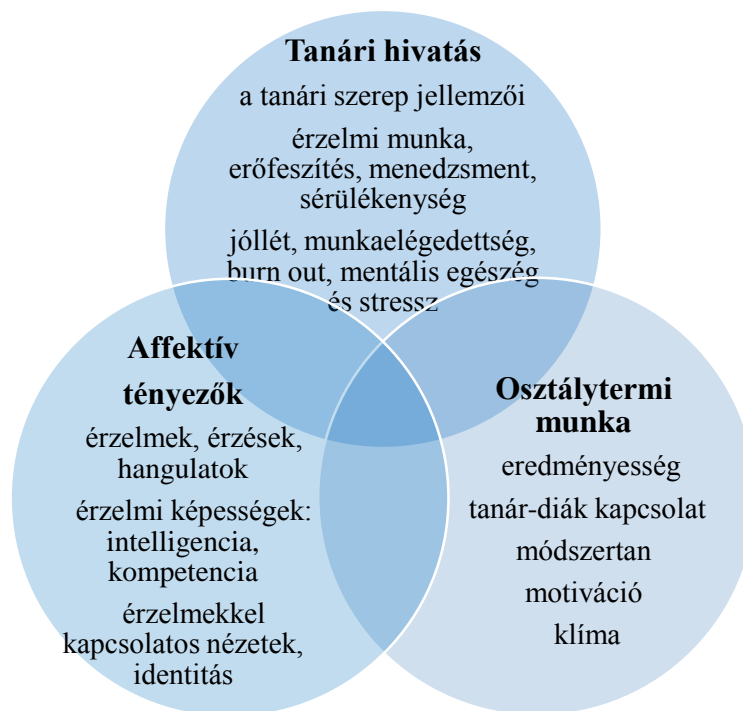 Tanári hivatás
a tanári szerep jellemzői
érzelmi munka,
erőfeszítés, menedzsment,
sérülékenység
jóllét, munkaelégedettség,
burn out, mentális egészég
és stressz
Affektív
tényezők
érzelmek, érzések,
hangulatok
érzelmi képességek:
intelligencia,
kompetencia
érzelmekkel
kapcsolatos nézetek,
identitás
Osztálytermi
munka
eredményesség
tanár-diák kapcsolat
módszertan
motiváció
klíma